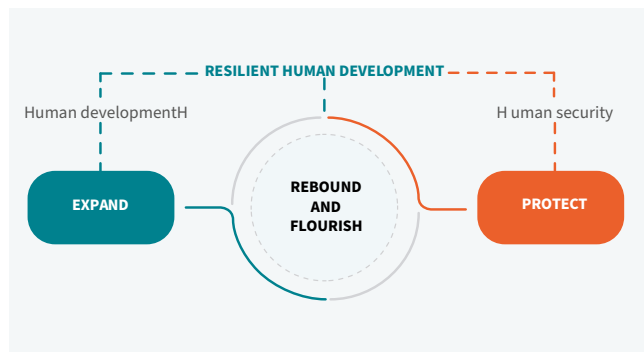 RESILIENT HUMAN DEVELOPMENT
Human developmentH
H uman security
EXPAND
REBOUND
AND
FLOURISH
PROTECT